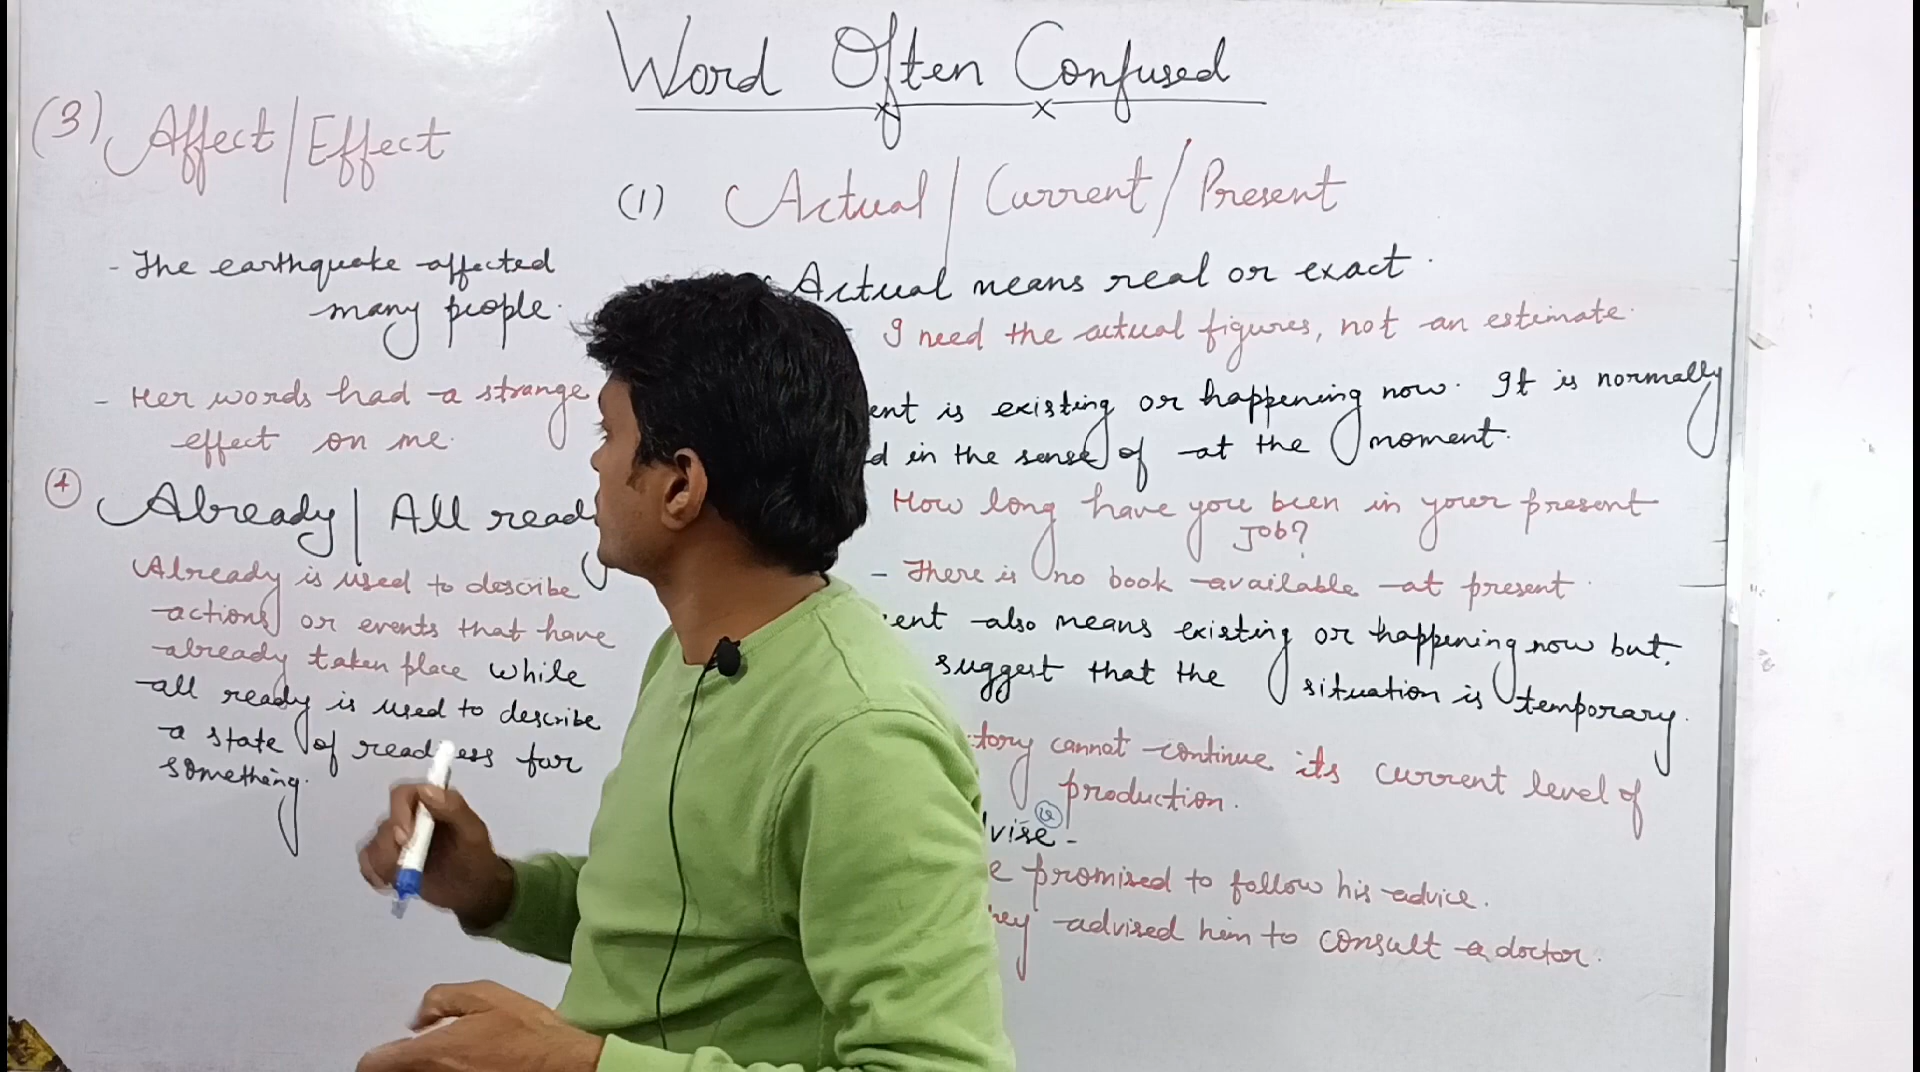 Word Often Confused
(3) Affect/Effect
- The earthquake affected
many people.
- Her words had a strange
effect on me.
(4) Already/All ready
Already is used to describe
actions or events that have
already taken place while
all ready is used to describe
a state of readiness for
something.
(1) Actual/Current/Present
Actual means real or exact.
I need the actual figures, not an estimate.
ent is existing or happening now. It is normally
d in the sense of at the moment.
How long have you been in your present
Job?
- There is no book available at present.
ent also means existing or happening now but,
suggest that the situation is temporary.
tory cannot continue its current level of
production.
vise -
e promised to follow his advice.
hey advised him to consult a doctor.